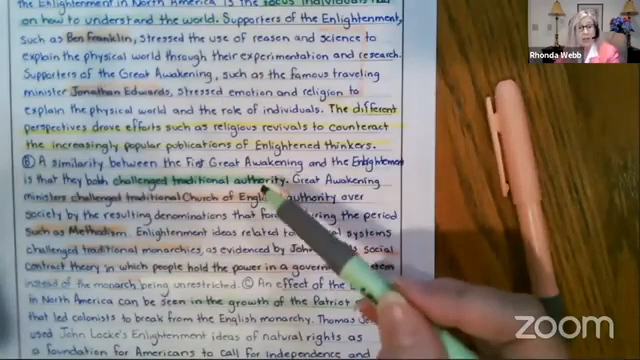 the Enlightenment in North America is the focus individuals had
on how to understand the world. Supporters of the Enlightenment,
such as Ben Franklin, stressed the use of reason and science to
explain the physical world through their experimentation and research.
Supporters of the Great Awakening, such as the famous traveling
minister Jonathan Edwards, stressed emotion and religion to
explain the physical world and the role of individuals. The different
perspectives drove efforts such as religious revivals to counteract
the increasingly popular publications of Enlightened thinkers.
Ⓑ A similarity between the First Great Awakening and the Enlightenment
is that they both challenged traditional authority. Great Awakening
ministers challenged traditional Church of authority over
society by the resulting denominations that the period
such as Methodism. Enlightenment ideas related systems
challenged traditional monarchies, as evidenced by social
contract theory in which people hold the power in a
instead of the monarch being unrestricted. Ⓒ An effect of the
in North America can be seen in the growth of the Patriot
that led colonists to break from the English monarchy. Thomas
used John Locke's Enlightenment ideas of natural rights as
a foundation for Americans to call for independence and
Rhonda Webb
zoom